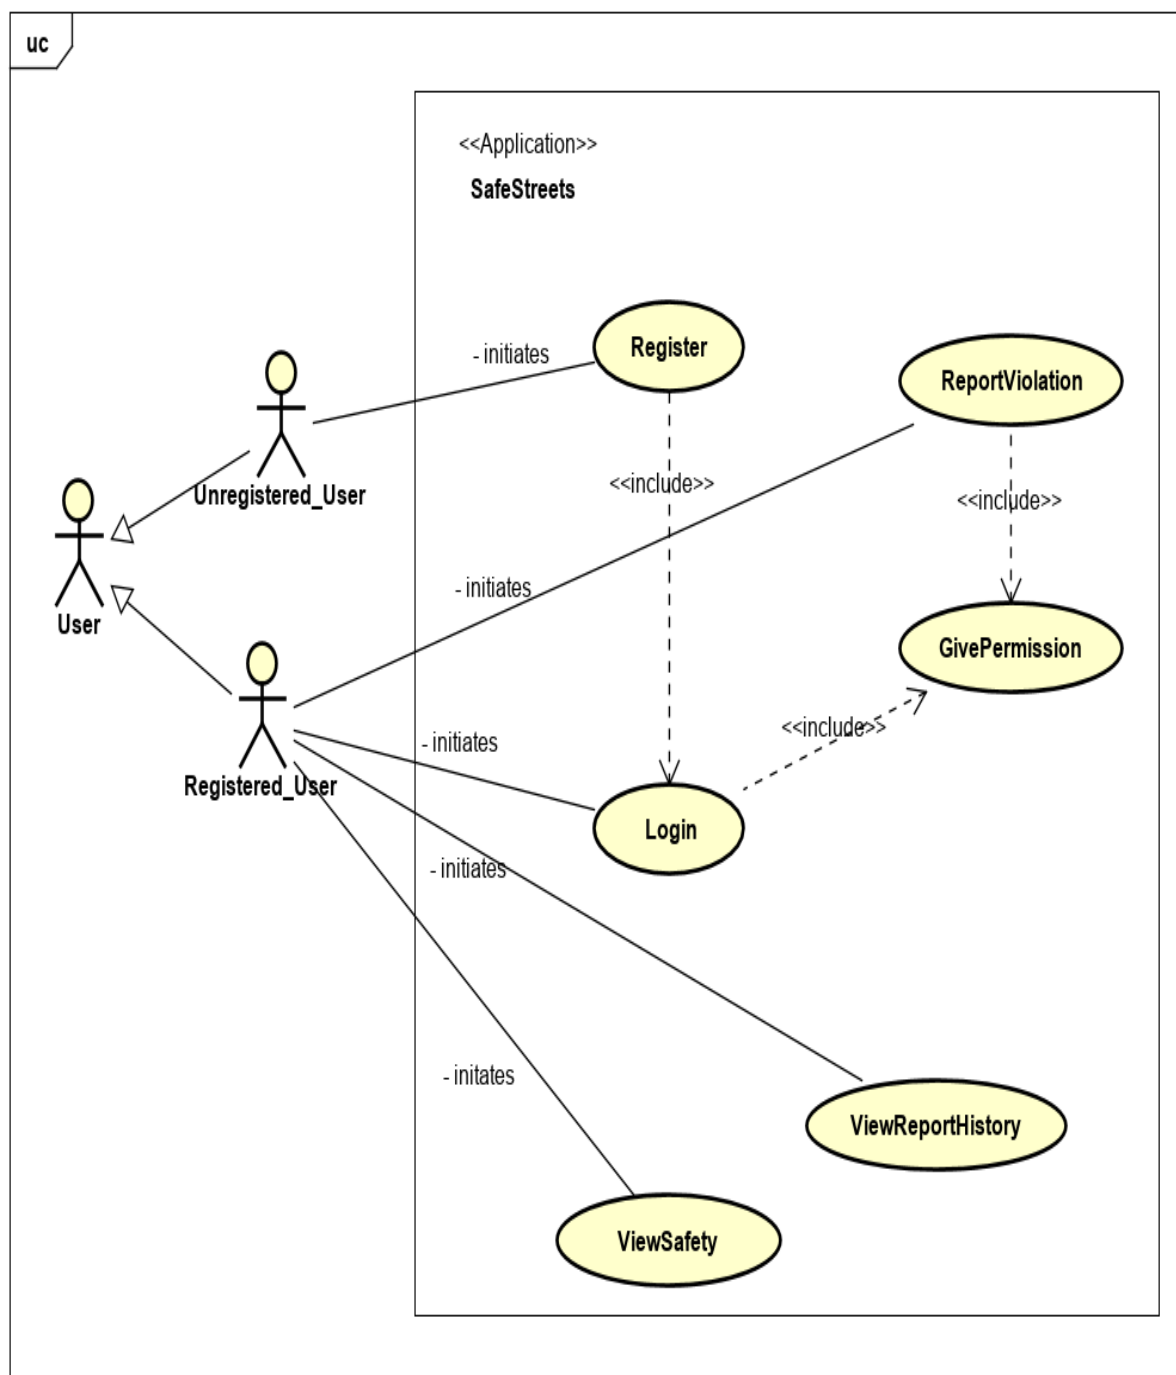 uc
<<Application>>
SafeStreets
Register
- initiates
ReportViolation
<<include>>
Unregistered_User
<<include>>
- initiates
User
GivePermission
<<include>>
- initiates
Registered_User
Login
- initiates
- initates
ViewReportHistory
ViewSafety